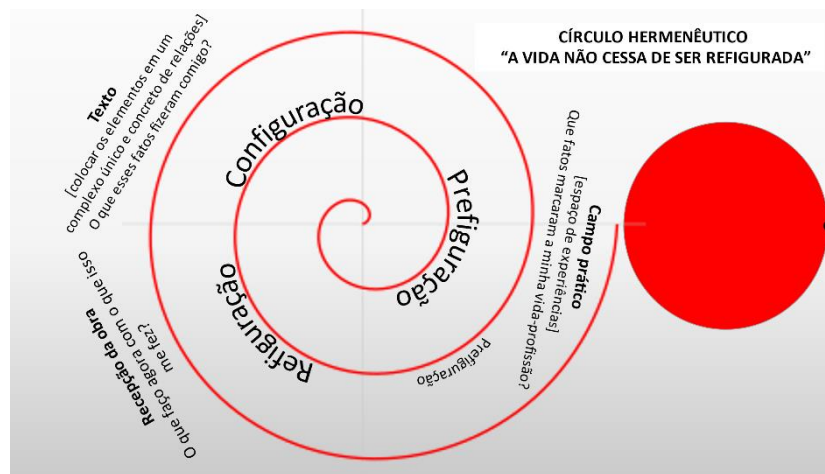 CÍRCULO HERMENÊUTICO
“A VIDA NÃO CESSA DE SER REFIGURADA”
Texto
[colocar os elementos em um
complexo único e concreto de relações]
O que esses fatos fizeram comigo?
Configuração
Prefiguração
Refiguração
Prefiguração
Campo prático
[espaço de experiências]
Que fatos marcaram a minha vida-profissão?
Recepção da obra
O que faço agora com o que isso
me fez?